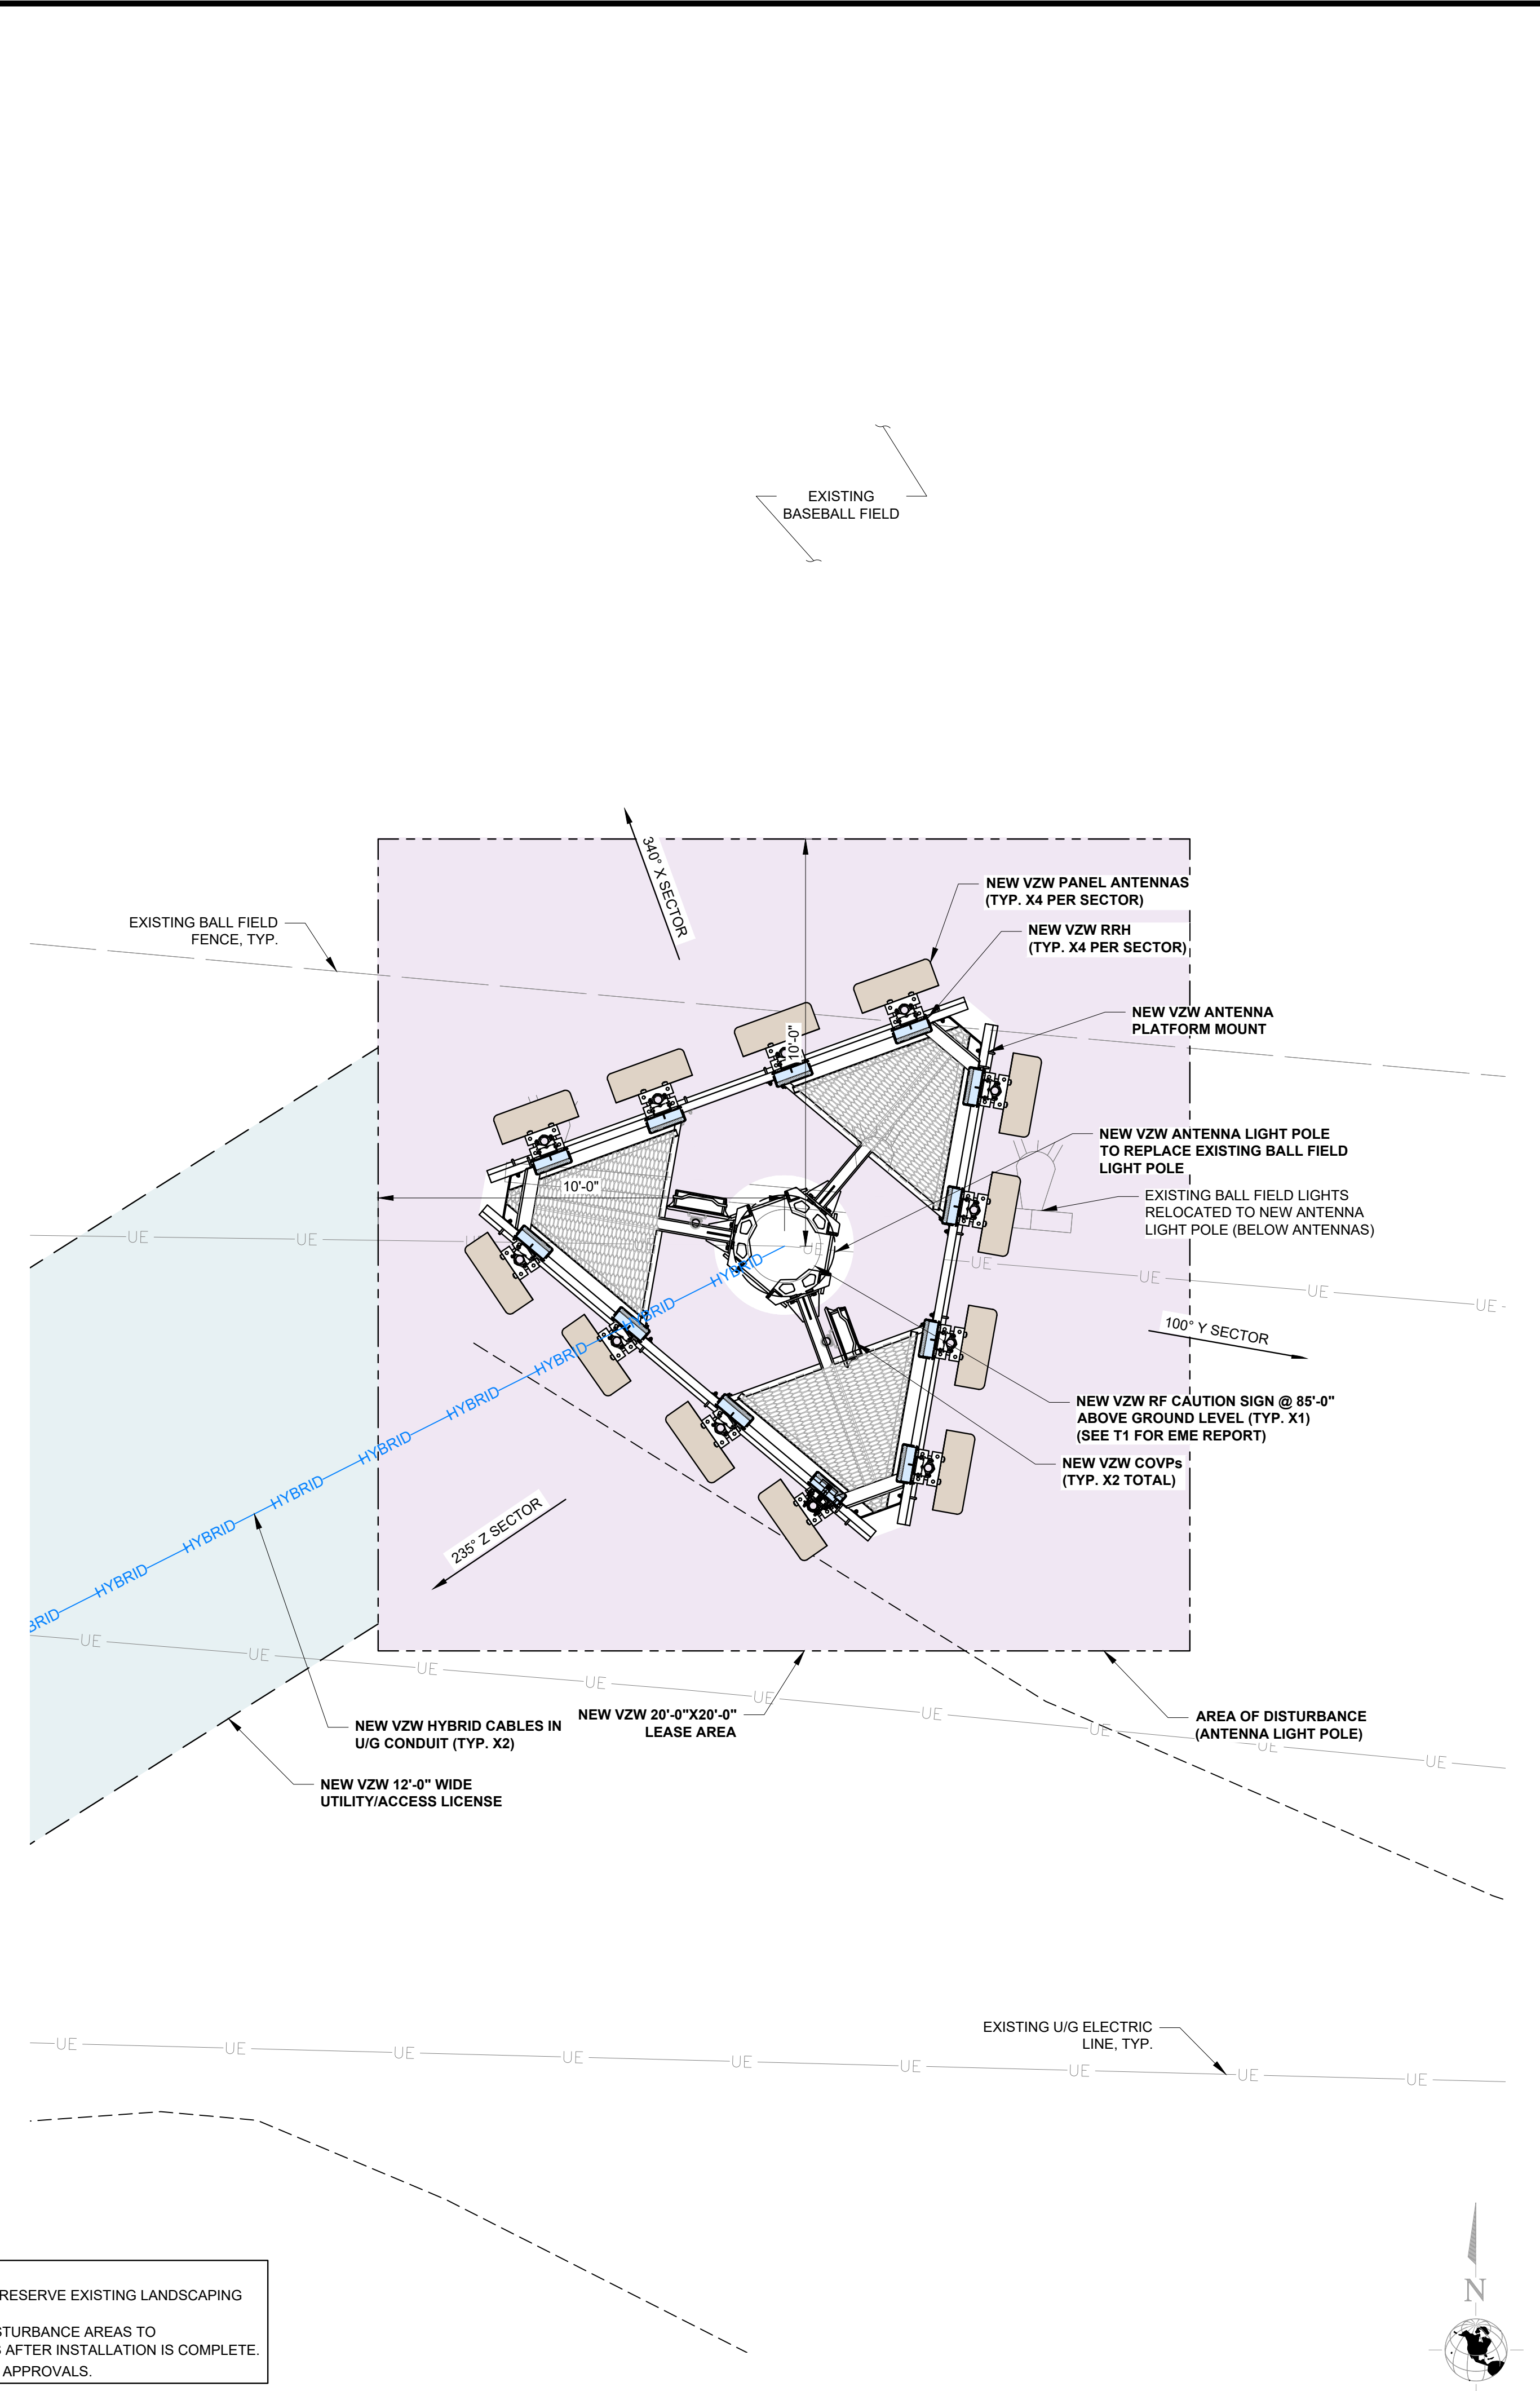 EXISTING
BASEBALL FIELD
340° X SECTOR
NEW VZW PANEL ANTENNAS
(TYP. X4 PER SECTOR)
EXISTING BALL FIELD
FENCE, TYP.
NEW VZW RRH
(TYP. X4 PER SECTOR)
NEW VZW ANTENNA
PLATFORM MOUNT
10'-0"
NEW VZW ANTENNA LIGHT POLE
TO REPLACE EXISTING BALL FIELD
LIGHT POLE
10'-0"
EXISTING BALL FIELD LIGHTS
RELOCATED TO NEW ANTENNA
LIGHT POLE (BELOW ANTENNAS)
UE
UE
UE
UE
UE
UE
UE
UE
HYBRID
HYBRID
HYBRID
HYBRID
HYBRID
HYBRID
HYBRID
HYBRID
BRID
100° Y SECTOR
NEW VZW RF CAUTION SIGN @ 85'-0"
ABOVE GROUND LEVEL (TYP. X1)
(SEE T1 FOR EME REPORT)
NEW VZW COVPs
(TYP. X2 TOTAL)
235° Z SECTOR
UE
UE
UE
UE
UE
UE
UE
UE
UE
NEW VZW 20'-0"X20'-0"
LEASE AREA
AREA OF DISTURBANCE
(ANTENNA LIGHT POLE)
NEW VZW HYBRID CABLES IN
U/G CONDUIT (TYP. X2)
NEW VZW 12'-0" WIDE
UTILITY/ACCESS LICENSE
EXISTING U/G ELECTRIC
LINE, TYP.
UE
UE
UE
UE
UE
UE
UE
UE
UE
RESERVE EXISTING LANDSCAPING
STURBANCE AREAS TO
AFTER INSTALLATION IS COMPLETE.
APPROVALS.
N